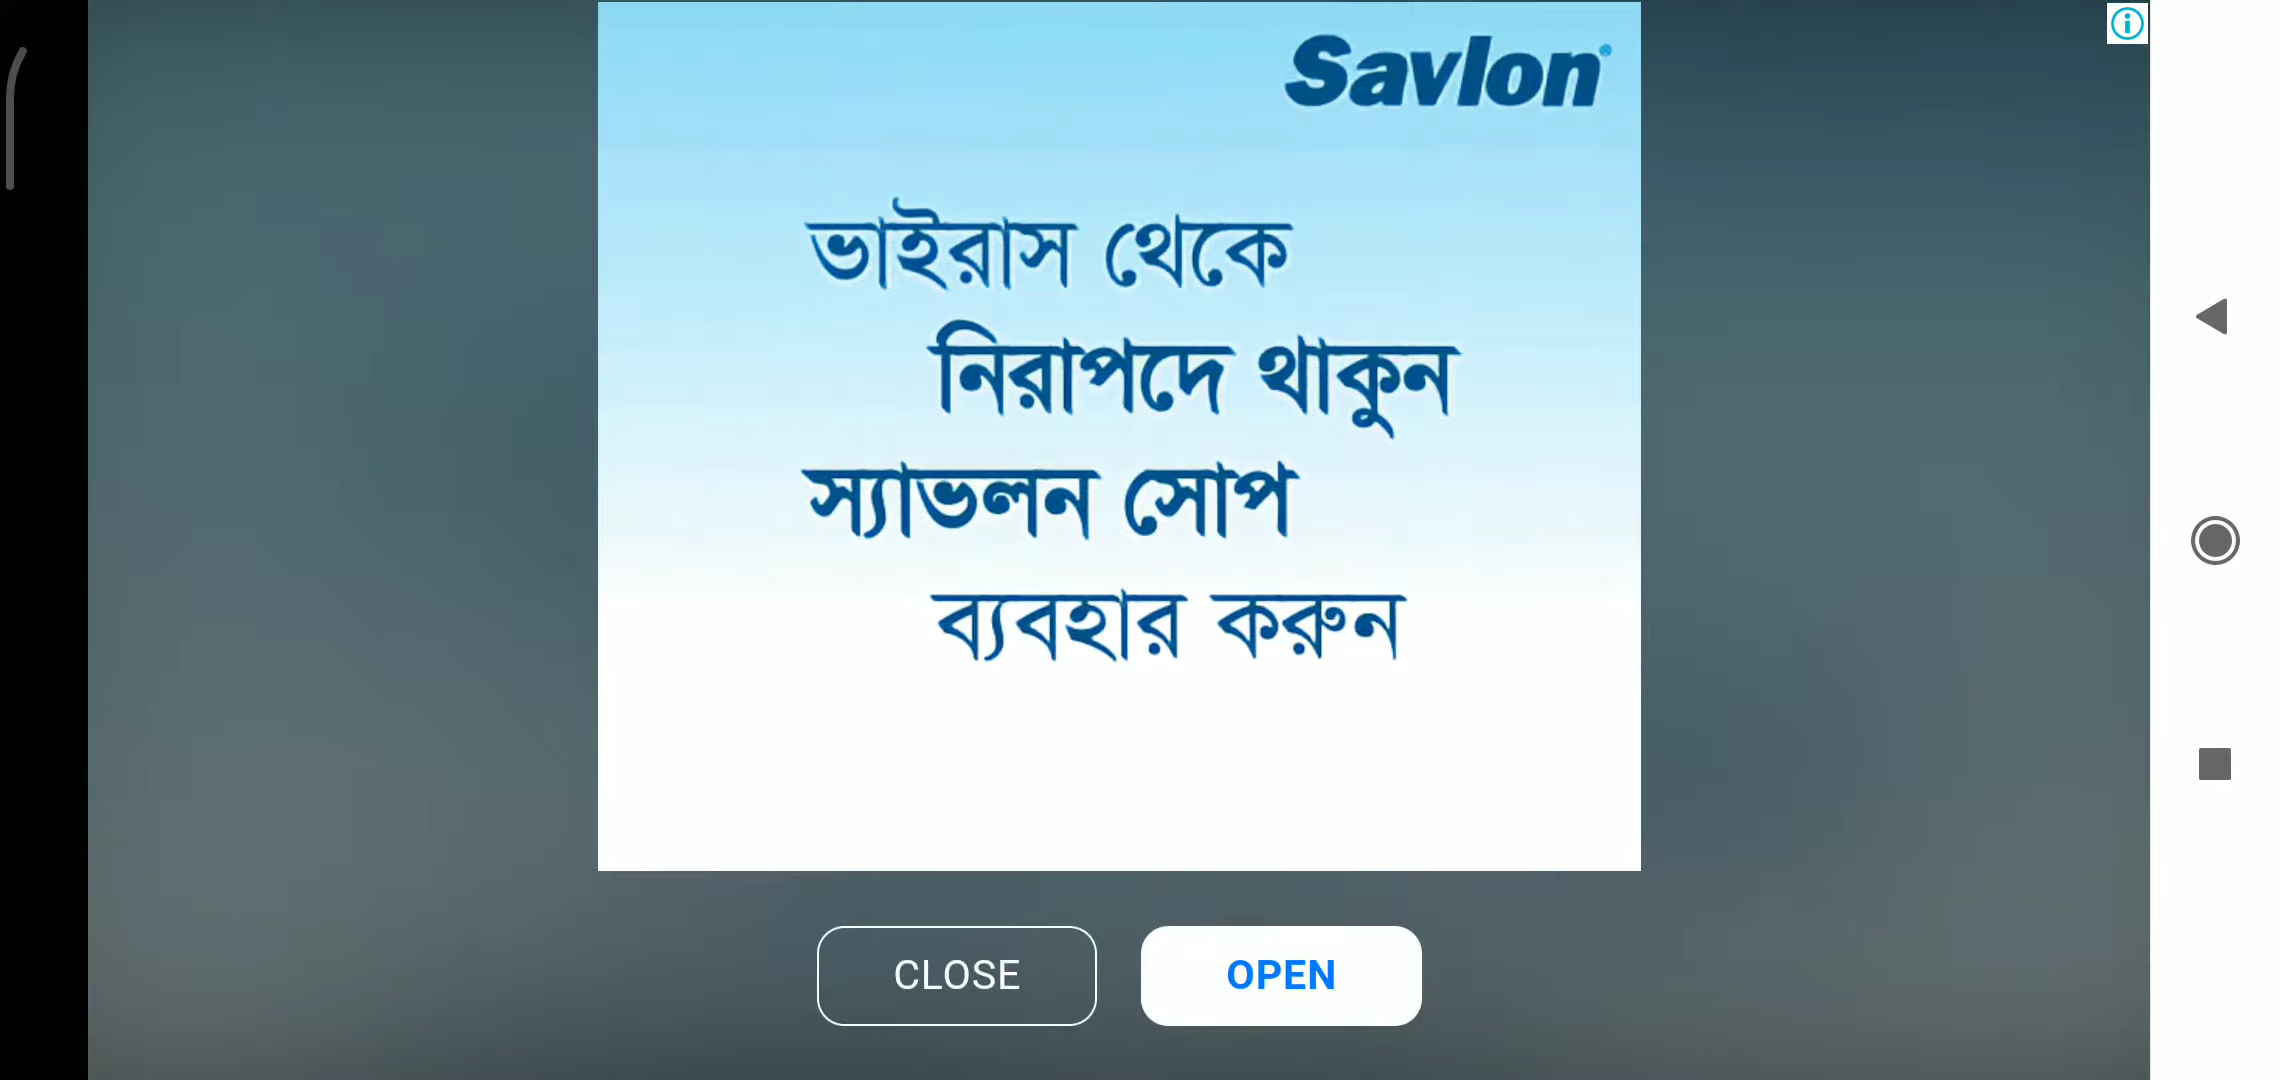 Savlon
ভাইরাস থেকে
নিরাপদে থাকুন
স্যাভলন সোপ
ব্যবহার করুন
CLOSE
OPEN